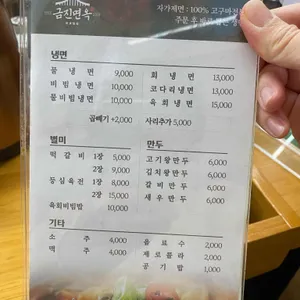 금진면옥
자가제면 : 100% 고구마전분
주문 후 바로
냉면
물 냉 면 9,000 회 냉 면 13,000
비 빔 냉 면 10,000 코 다 리 냉 면 13,000
물 비 빔 냉 면 10,000 육 회 냉 면 15,000
곱빼기 +2,000 사리추가 5,000
별미 만두
떡 갈 비 1장 5,000 고 기 왕 만 두 6,000
2장 9,000 김 치 왕 만 두 6,000
등 심 육 전 1장 8,000 갈 비 만 두 6,000
2장 15,000 새 우 만 두 6,000
육회비빔밥 10,000
기타
소 주 4,000 음 료 수 2,000
맥 주 4,000 제 로 콜 라 2,000
공 기 밥 1,000